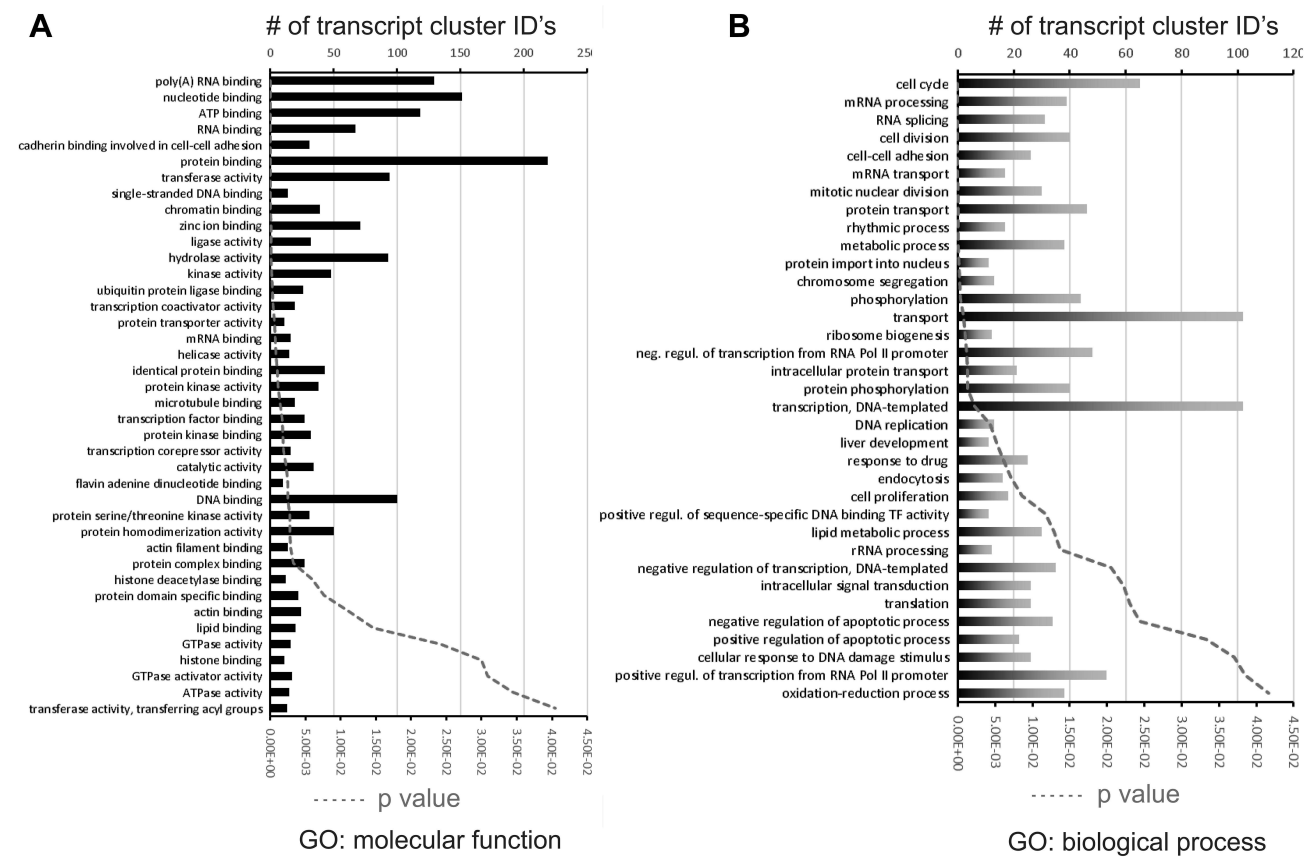 A
# of transcript cluster ID's
0 50 100 150 200 25
poly(A) RNA binding
nucleotide binding
ATP binding
RNA binding
cadherin binding involved in cell-cell adhesion
protein binding
transferase activity
single-stranded DNA binding
chromatin binding
zinc ion binding
ligase activity
hydrolase activity
kinase activity
ubiquitin protein ligase binding
transcription coactivator activity
protein transporter activity
mRNA binding
helicase activity
identical protein binding
protein kinase activity
microtubule binding
transcription factor binding
protein kinase binding
transcription corepressor activity
catalytic activity
flavin adenine dinucleotide binding
DNA binding
protein serine/threonine kinase activity
protein homodimerization activity
actin filament binding
protein complex binding
histone deacetylase binding
protein domain specific binding
actin binding
lipid binding
GTPase activity
histone binding
GTPase activator activity
ATPase activity
transferase activity, transferring acyl groups
0.00E+00 5.00E-03 1.00E-02 1.50E-02 2.00E-02 2.50E-02 3.00E-02 3.50E-02 4.00E-02 4.50E-02
p value
GO: molecular function
B
# of transcript cluster ID's
0 20 40 60 80 100 120
cell cycle
mRNA processing
RNA splicing
cell division
cell-cell adhesion
mRNA transport
mitotic nuclear division
protein transport
rhythmic process
metabolic process
protein import into nucleus
chromosome segregation
phosphorylation
transport
ribosome biogenesis
neg. regul. of transcription from RNA Pol II promoter
intracellular protein transport
protein phosphorylation
transcription, DNA-templated
DNA replication
liver development
response to drug
endocytosis
cell proliferation
positive regul. of sequence-specific DNA binding TF activity
lipid metabolic process
rRNA processing
negative regulation of transcription, DNA-templated
intracellular signal transduction
translation
negative regulation of apoptotic process
positive regulation of apoptotic process
cellular response to DNA damage stimulus
positive regul. of transcription from RNA Pol II promoter
oxidation-reduction process
0.00E+00 5.00E-03 1.00E-02 1.50E-02 2.00E-02 2.50E-02 3.00E-02 3.50E-02 4.00E-02 4.50E-02
p value
GO: biological process